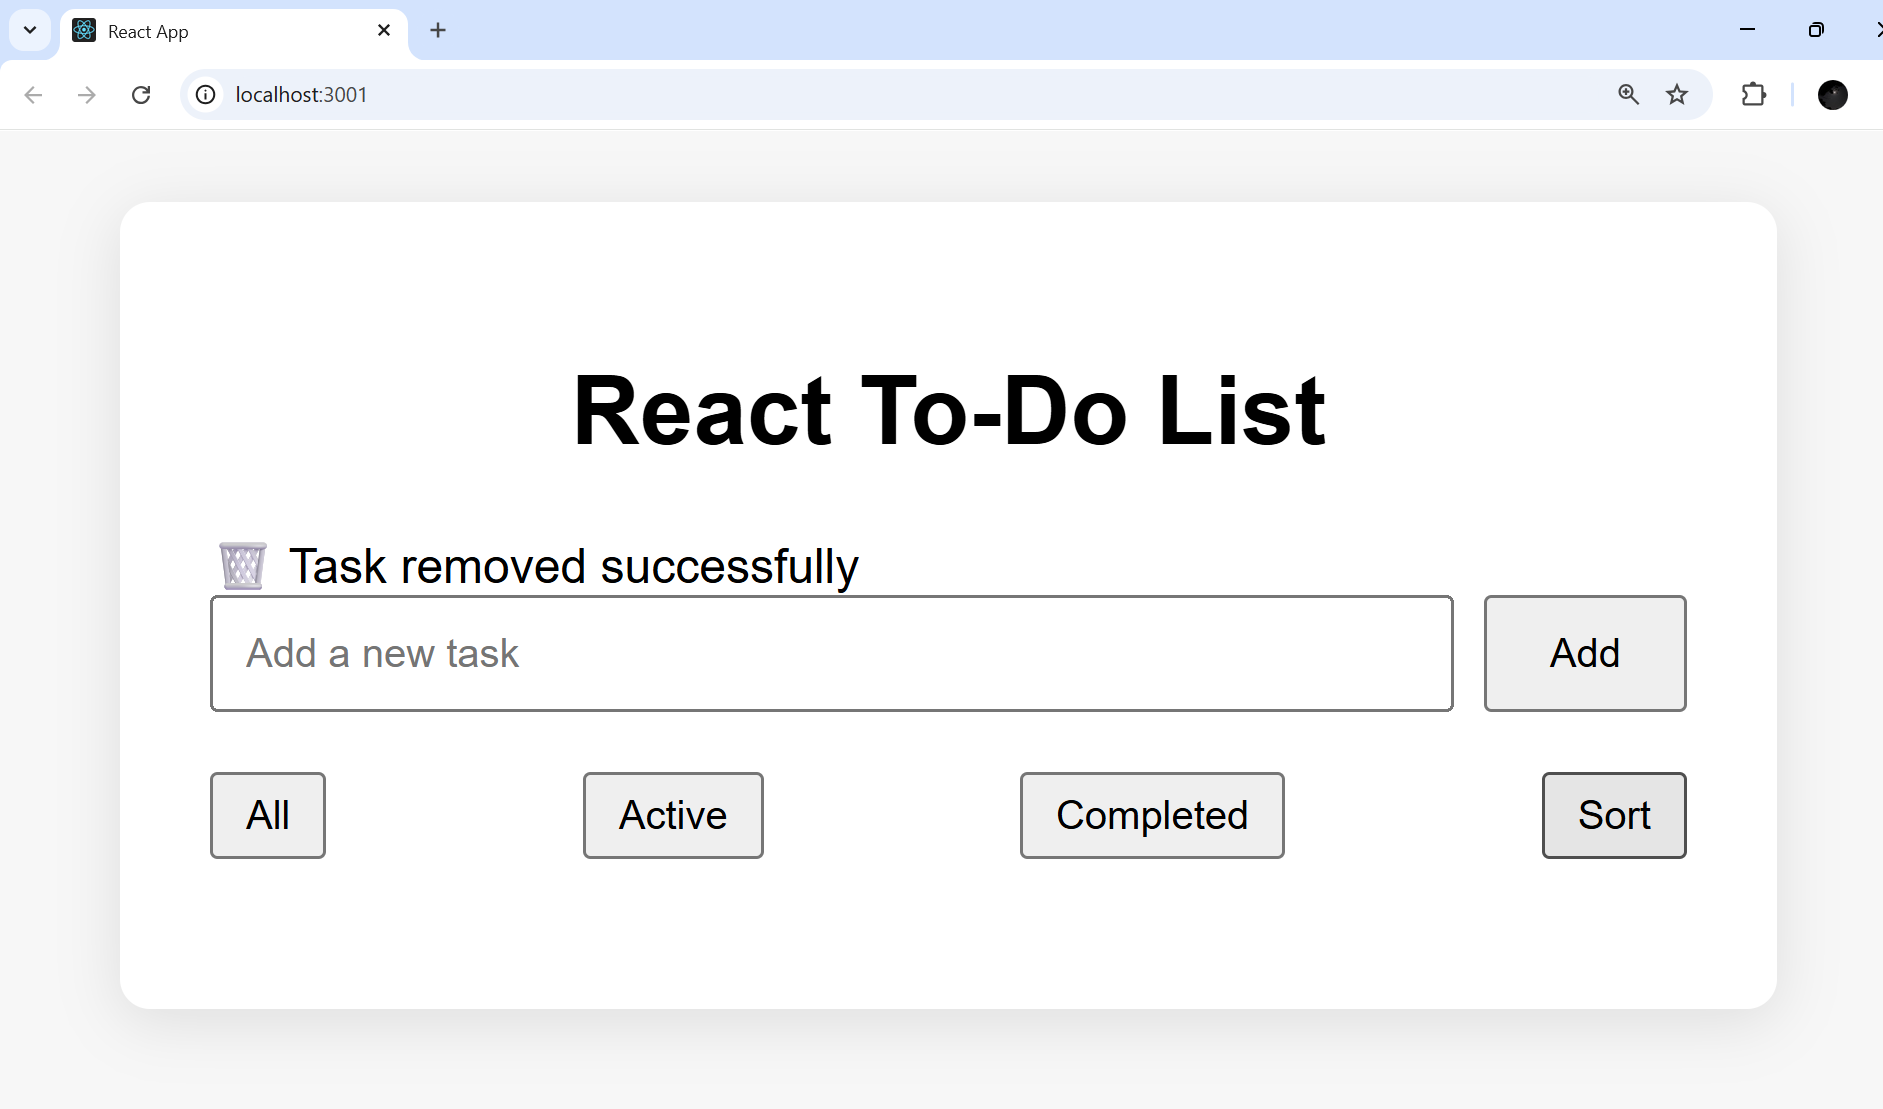 React App
localhost:3001
React To-Do List
🗑️ Task removed successfully
Add a new task
Add
All
Active
Completed
Sort